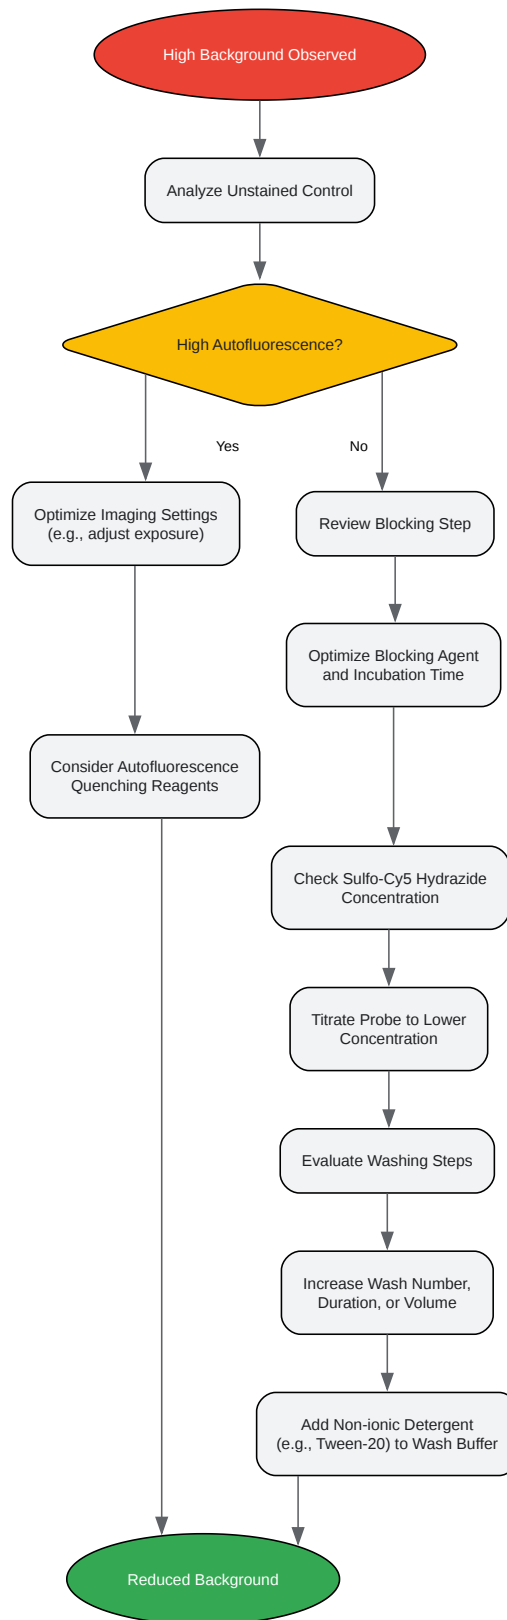 High Background Observed
Analyze Unstained Control
High Autofluorescence?
Yes
No
Optimize Imaging Settings
(e.g., adjust exposure)
Review Blocking Step
Optimize Blocking Agent
and Incubation Time
Consider Autofluorescence
Quenching Reagents
Check Sulfo-Cy5 Hydrazide
Concentration
Titrate Probe to Lower
Concentration
Evaluate Washing Steps
Increase Wash Number,
Duration, or Volume
Add Non-ionic Detergent
(e.g., Tween-20) to Wash Buffer
Reduced Background